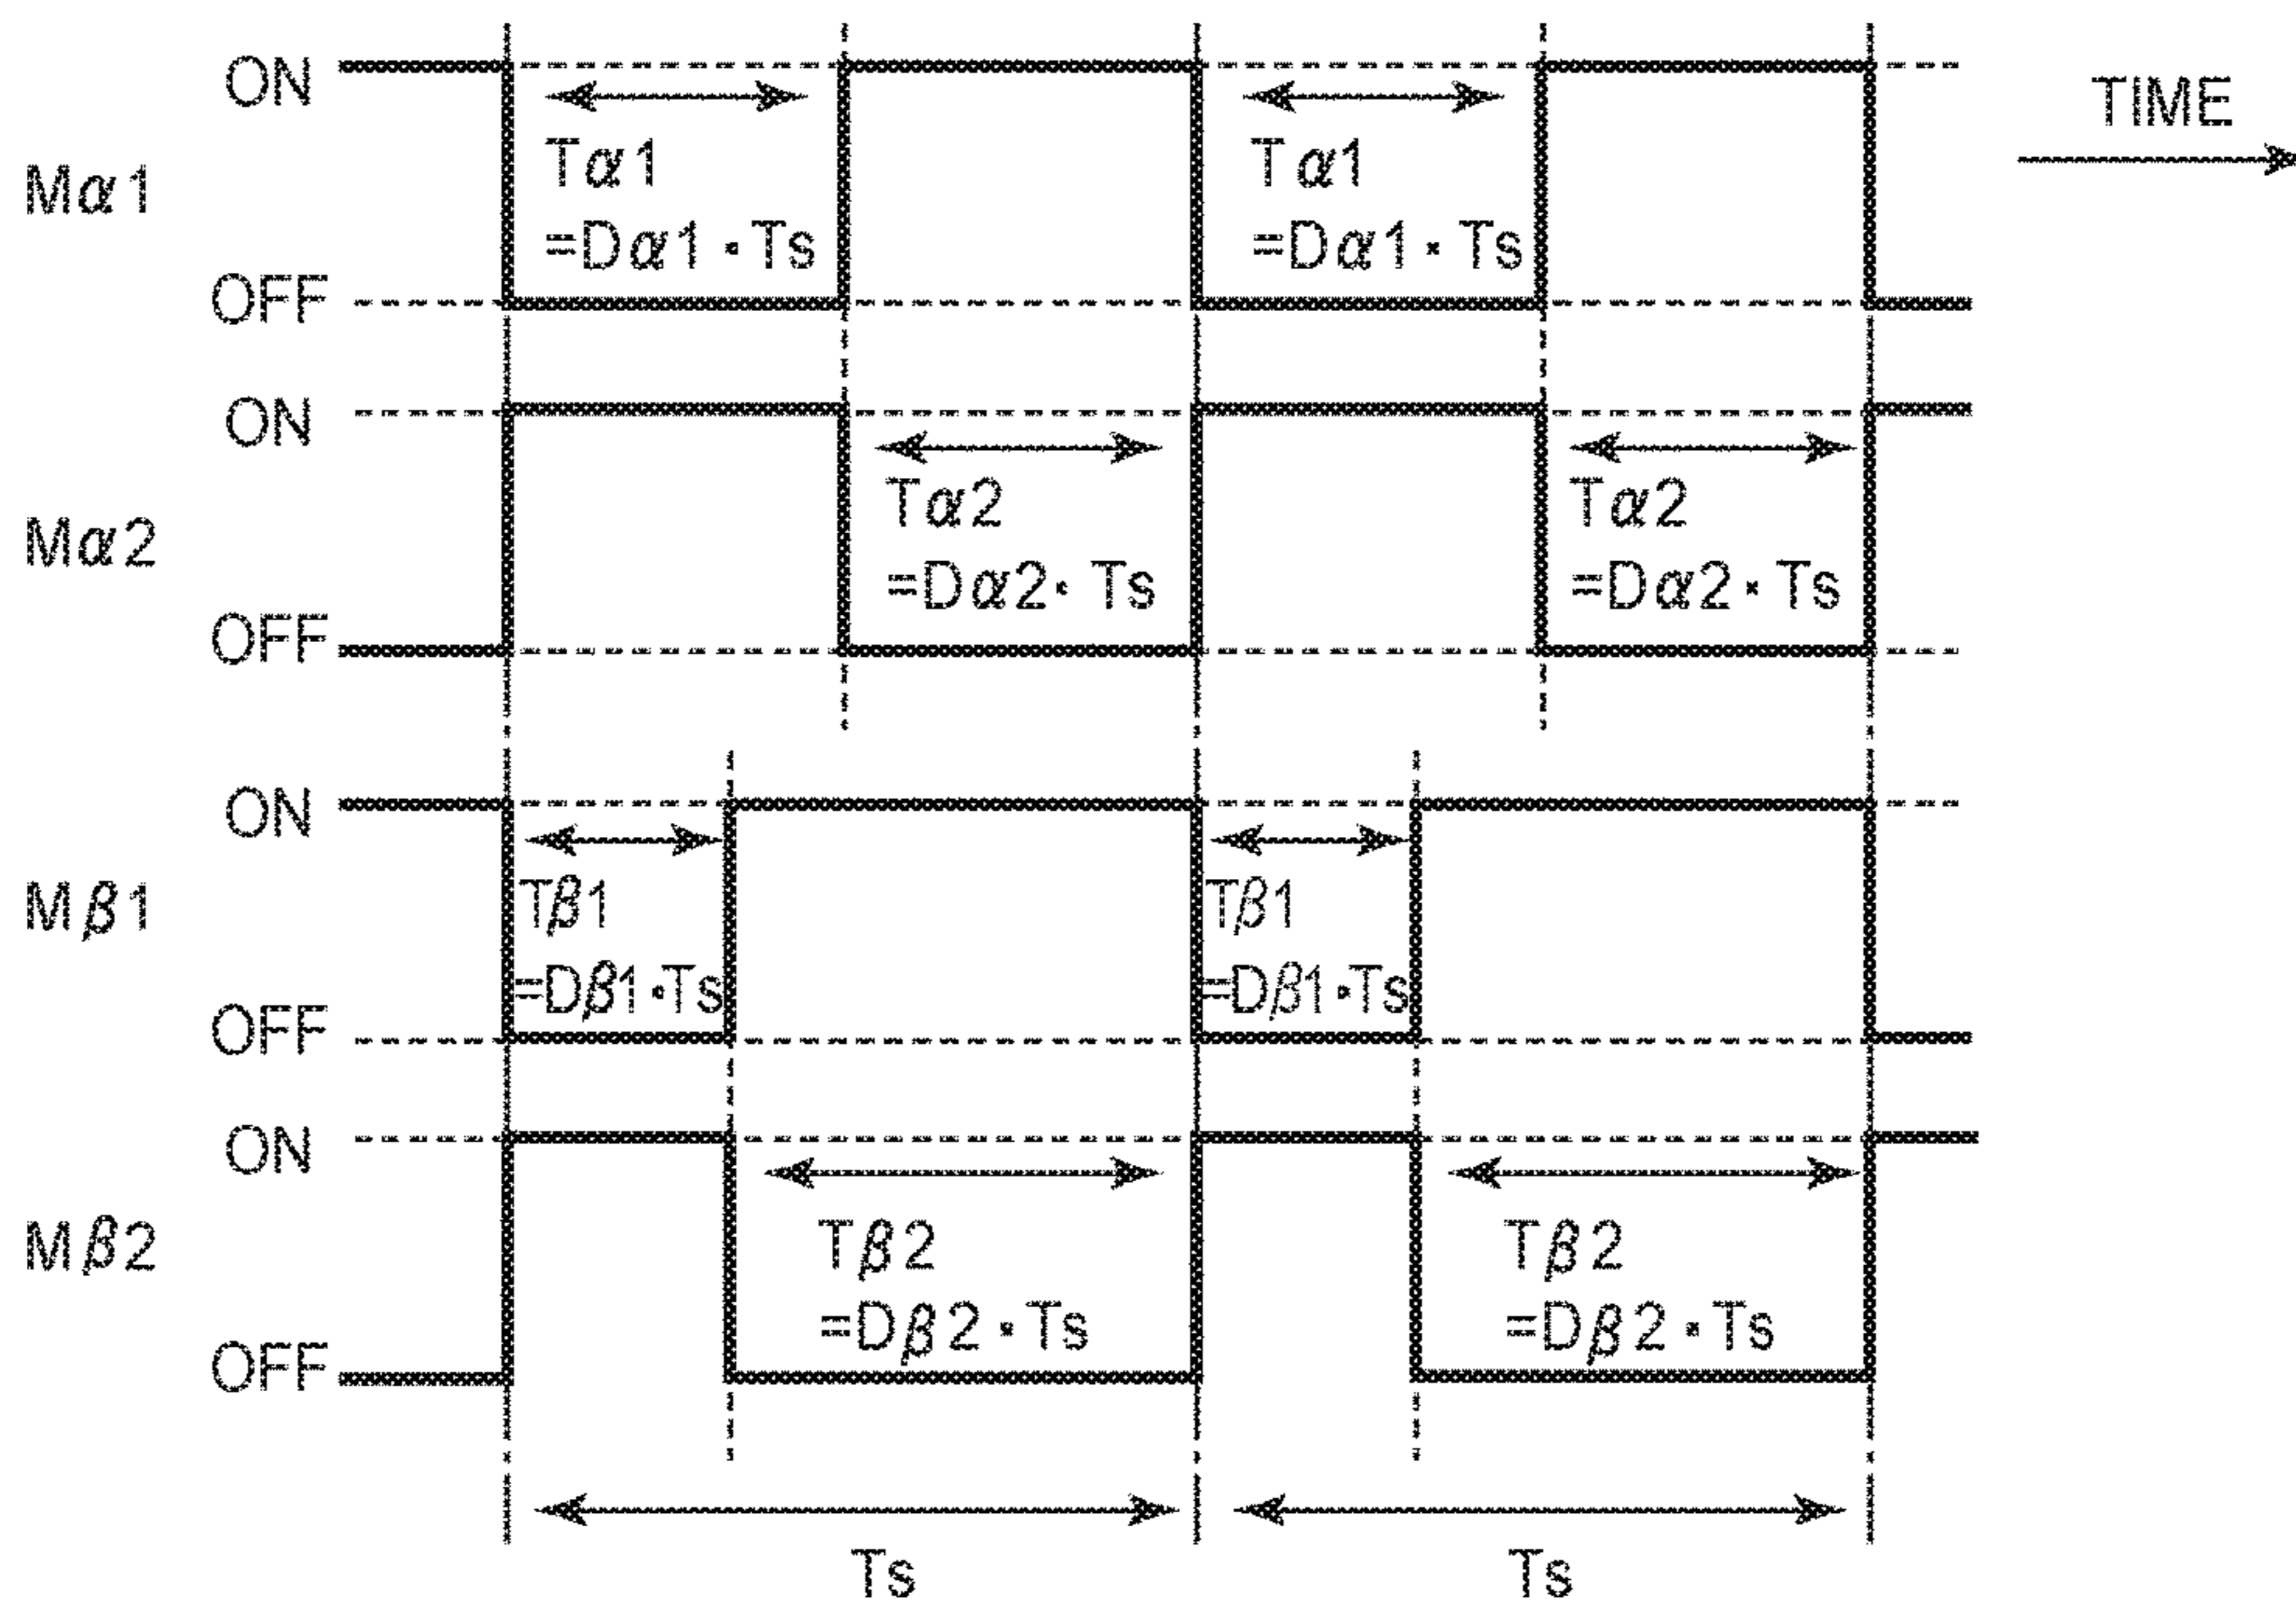 ON
Mα1
OFF
Tα1
=Dα1・Ts
Tα1
=Dα1・Ts
TIME
ON
Mα2
OFF
Tα2
=Dα2・Ts
Tα2
=Dα2・Ts
ON
Mβ1
OFF
Tβ1
=Dβ1・Ts
Tβ1
=Dβ1・Ts
ON
Mβ2
OFF
Tβ2
=Dβ2・Ts
Tβ2
=Dβ2・Ts
Ts
Ts